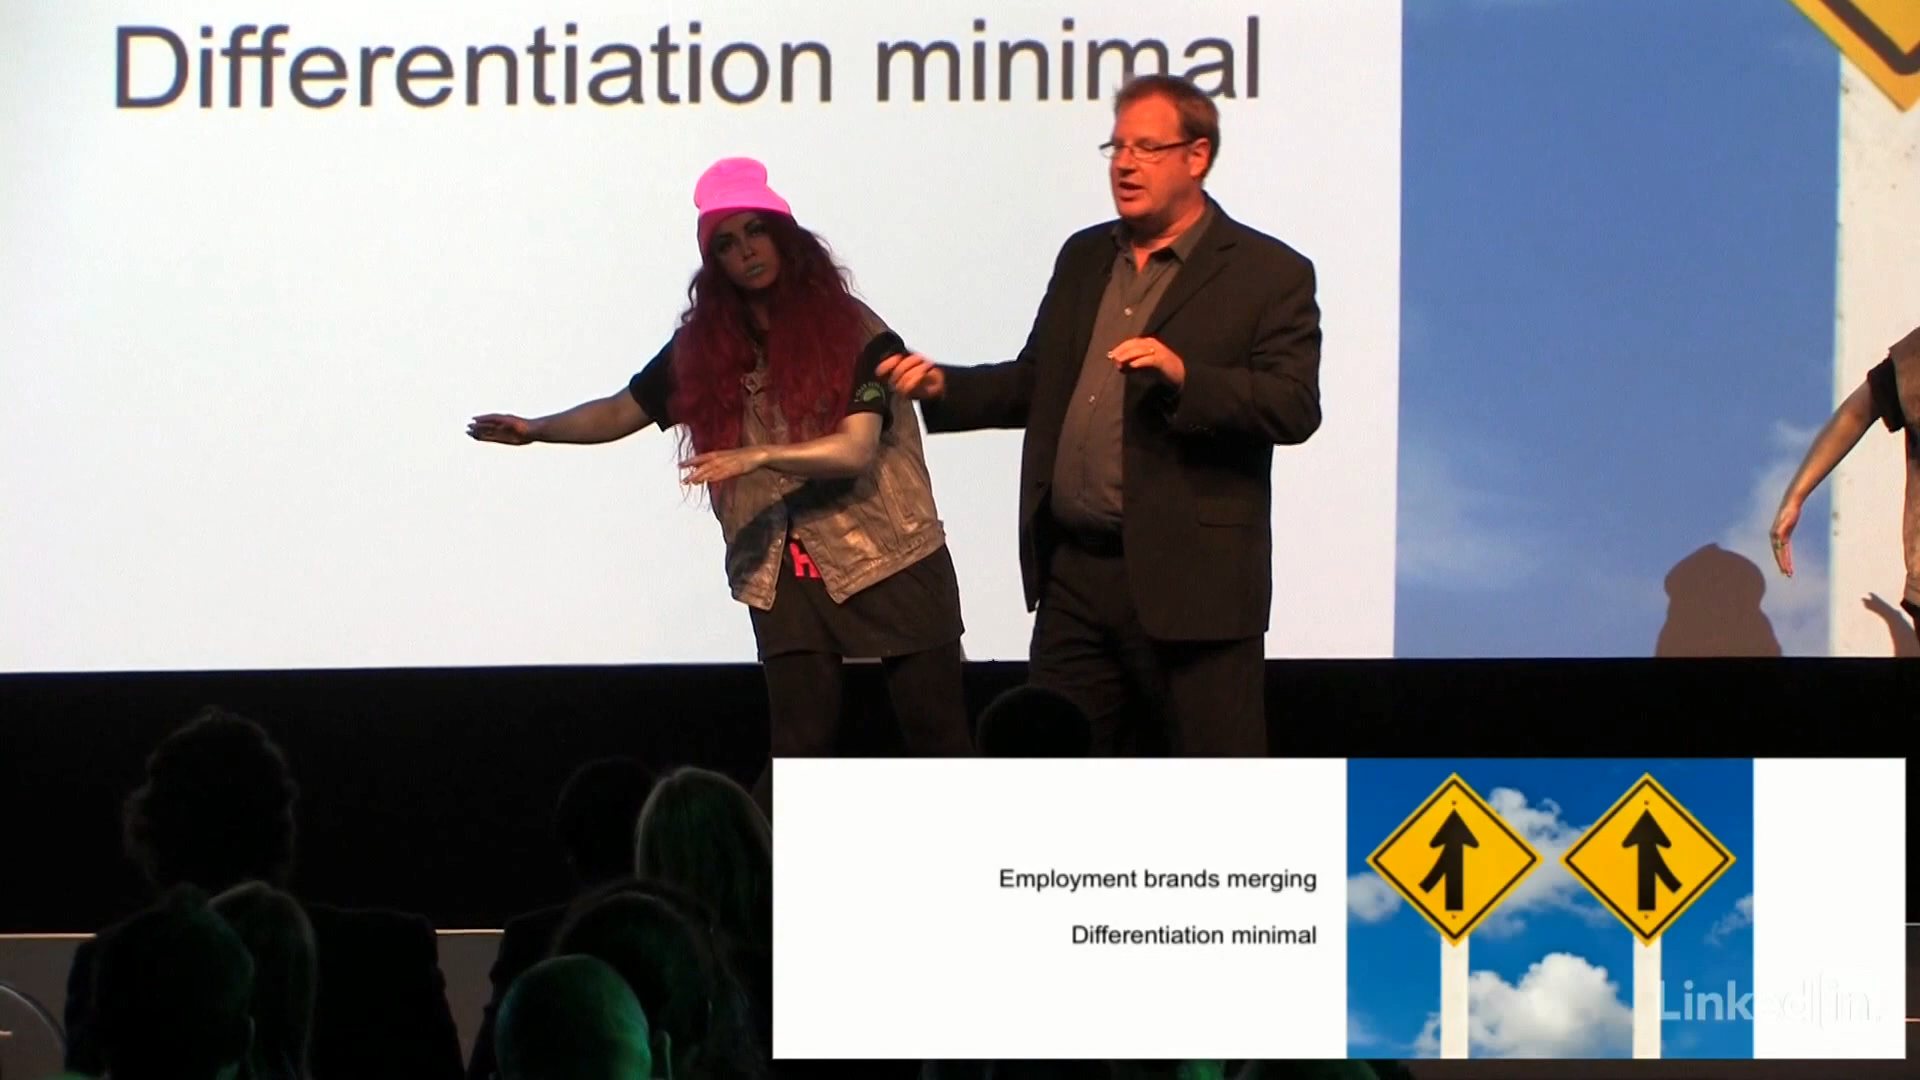 Differentiation minimal
Employment brands merging
Differentiation minimal
LinkedIn